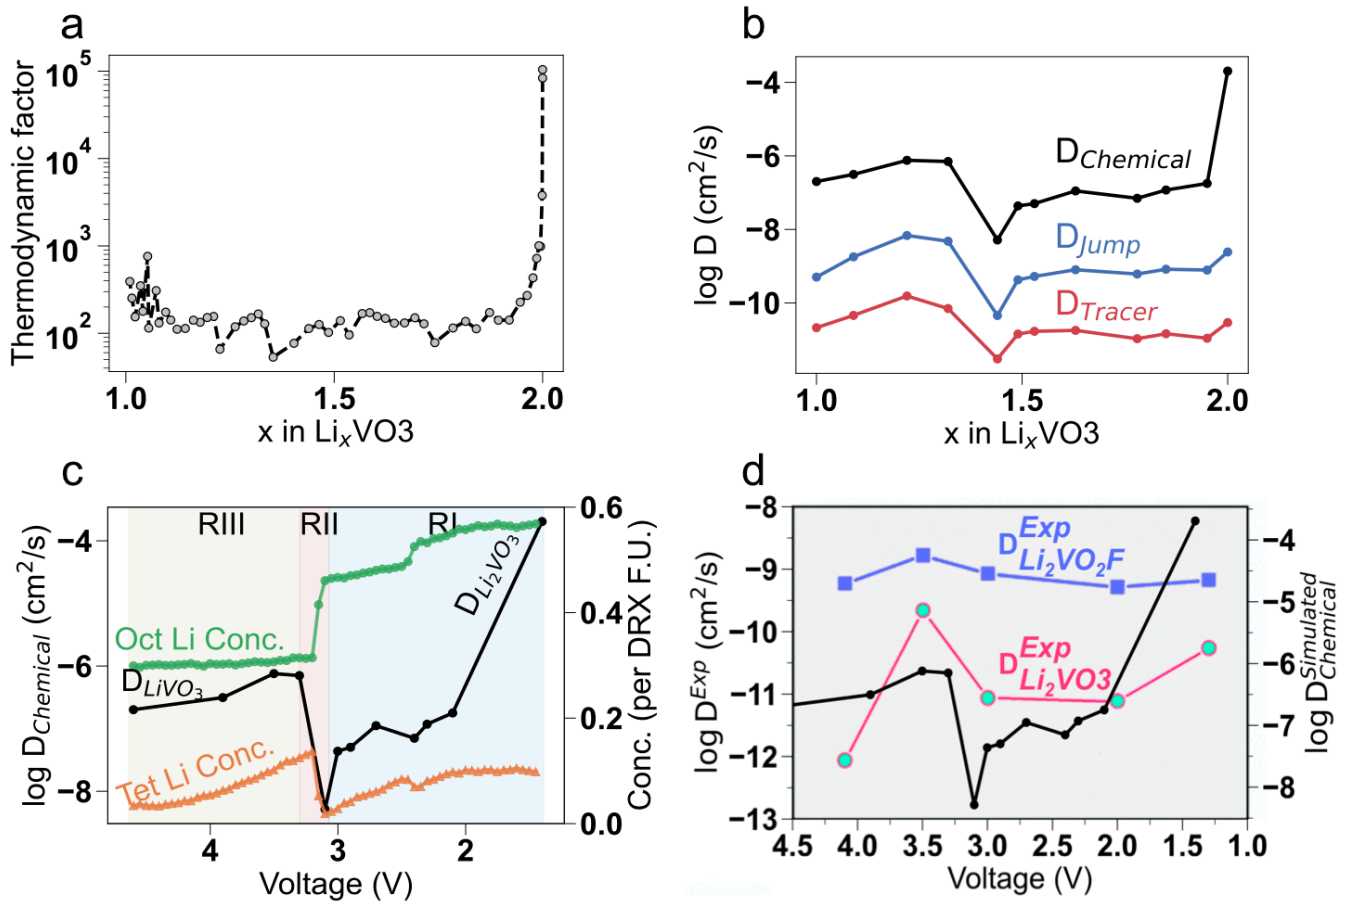 a
Thermodynamic factor
10^5
10^4
10^3
10^2
1.0 1.5 2.0
x in Li_xVO3
b
log D (cm^2/s)
−4
−6
−8
−10
D_Chemical
D_Jump
D_Tracer
1.0 1.5 2.0
x in Li_xVO3
c
log D_Chemical (cm^2/s)
−4
−6
−8
RIII RII RI
Oct Li Conc.
D_LiVO_3
Tet Li Conc.
D_Li_2VO_3
0.6
0.4
0.2
0.0
Conc. (per DRX F.U.)
4 3 2
Voltage (V)
d
log D^Exp (cm^2/s)
−8
−9
−10
−11
−12
−13
D^Exp_Li_2VO_2F
D^Exp_Li_2VO3
−4
−5
−6
−7
−8
log D^Simulated_Chemical
4.5 4.0 3.5 3.0 2.5 2.0 1.5 1.0
Voltage (V)